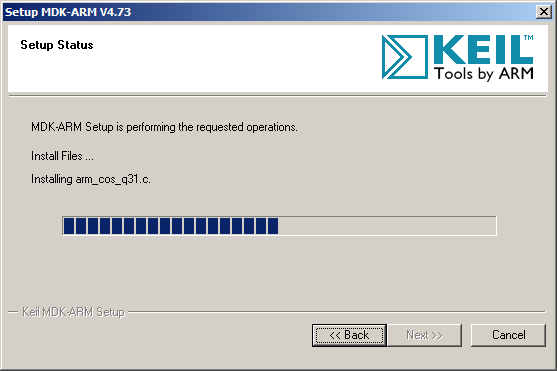 Setup MDK-ARM V4.73
Setup Status
KEIL™
Tools by ARM
MDK-ARM Setup is performing the requested operations.
Install Files ...
Installing arm_cos_q31.c.
Keil MDK-ARM Setup
<< Back
Next >>
Cancel